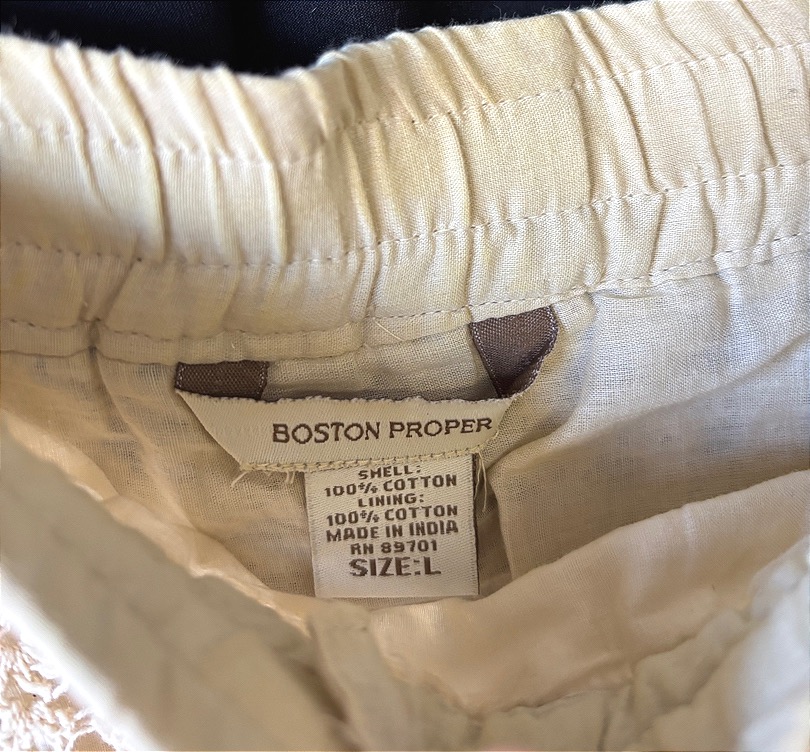 BOSTON PROPER
SHELL:
100% COTTON
LINING:
100% COTTON
MADE IN INDIA
RN 89701
SIZE:L